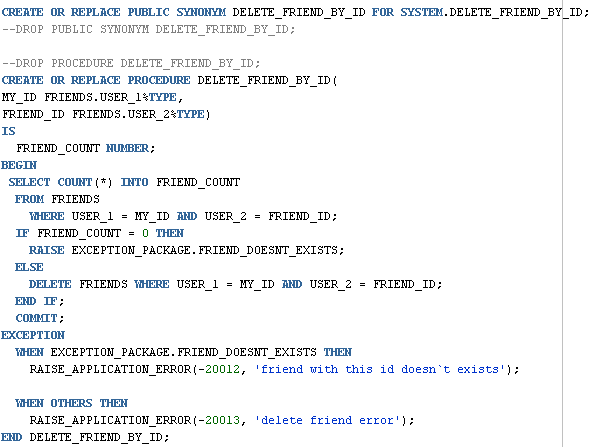 CREATE OR REPLACE PUBLIC SYNONYM DELETE_FRIEND_BY_ID FOR SYSTEM.DELETE_FRIEND_BY_ID;
--DROP PUBLIC SYNONYM DELETE_FRIEND_BY_ID;
--DROP PROCEDURE DELETE_FRIEND_BY_ID;
CREATE OR REPLACE PROCEDURE DELETE_FRIEND_BY_ID(
MY_ID FRIENDS.USER_1%TYPE,
FRIEND_ID FRIENDS.USER_2%TYPE)
IS
FRIEND_COUNT NUMBER;
BEGIN
SELECT COUNT(*) INTO FRIEND_COUNT
FROM FRIENDS
WHERE USER_1 = MY_ID AND USER_2 = FRIEND_ID;
IF FRIEND_COUNT = 0 THEN
RAISE EXCEPTION_PACKAGE.FRIEND_DOESNT_EXISTS;
ELSE
DELETE FRIENDS WHERE USER_1 = MY_ID AND USER_2 = FRIEND_ID;
END IF;
COMMIT;
EXCEPTION
WHEN EXCEPTION_PACKAGE.FRIEND_DOESNT_EXISTS THEN
RAISE_APPLICATION_ERROR(-20012, 'friend with this id doesn`t exists');
WHEN OTHERS THEN
RAISE_APPLICATION_ERROR(-20013, 'delete friend error');
END DELETE_FRIEND_BY_ID;